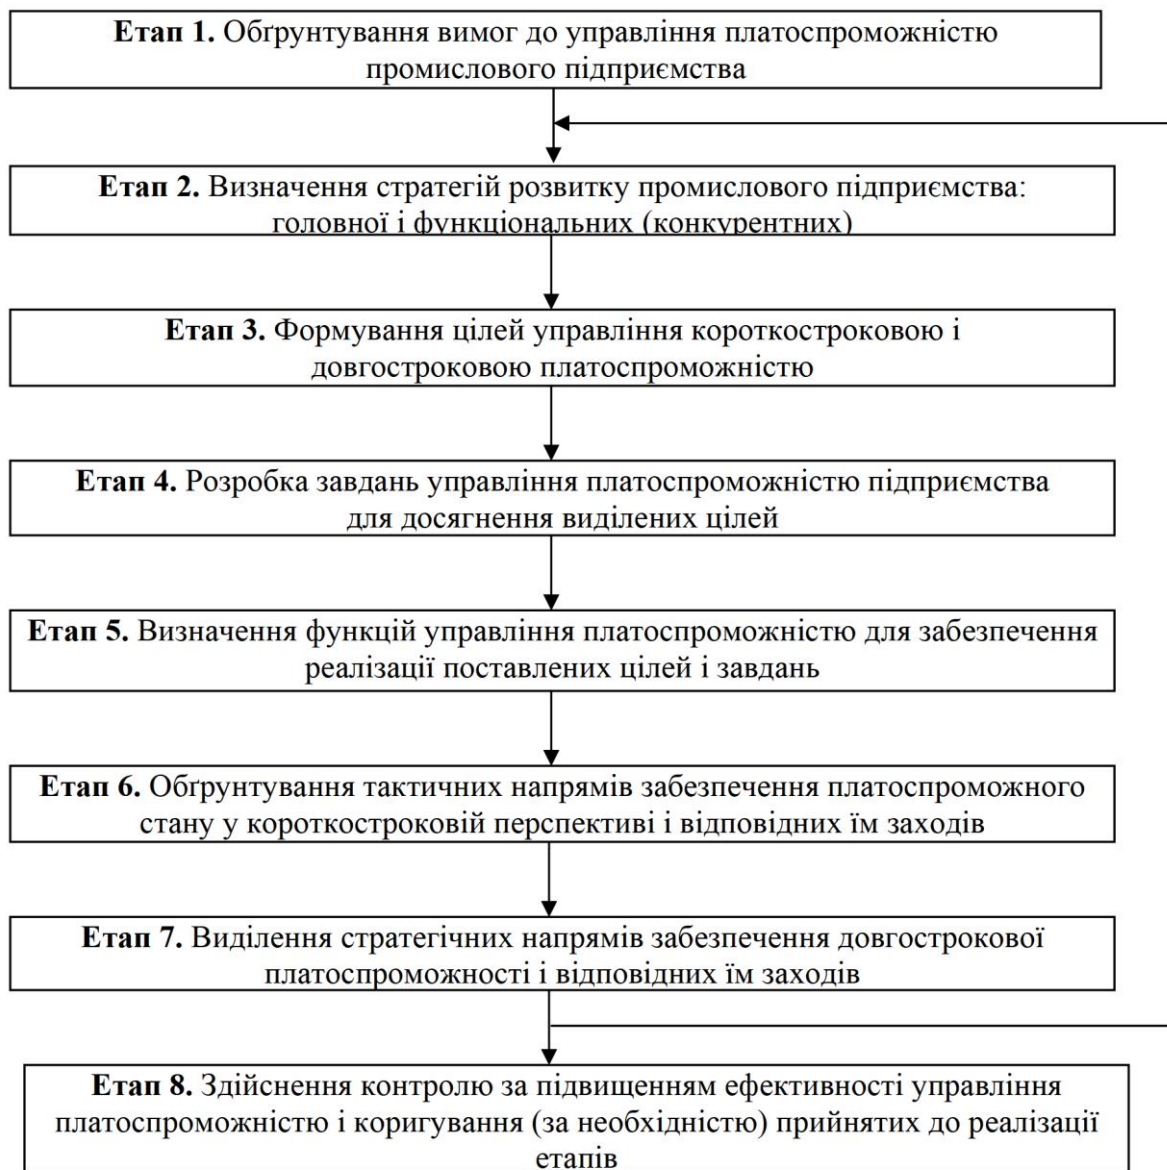 Етап 1. Обґрунтування вимог до управління платоспроможністю
промислового підприємства
Етап 2. Визначення стратегій розвитку промислового підприємства:
головної і функціональних (конкурентних)
Етап 3. Формування цілей управління короткостроковою і
довгостроковою платоспроможністю
Етап 4. Розробка завдань управління платоспроможністю підприємства
для досягнення виділених цілей
Етап 5. Визначення функцій управління платоспроможністю для забезпечення
реалізації поставлених цілей і завдань
Етап 6. Обґрунтування тактичних напрямів забезпечення платоспроможного
стану у короткостроковій перспективі і відповідних їм заходів
Етап 7. Виділення стратегічних напрямів забезпечення довгострокової
платоспроможності і відповідних їм заходів
Етап 8. Здійснення контролю за підвищенням ефективності управління
платоспроможністю і коригування (за необхідністю) прийнятих до реалізації
етапів